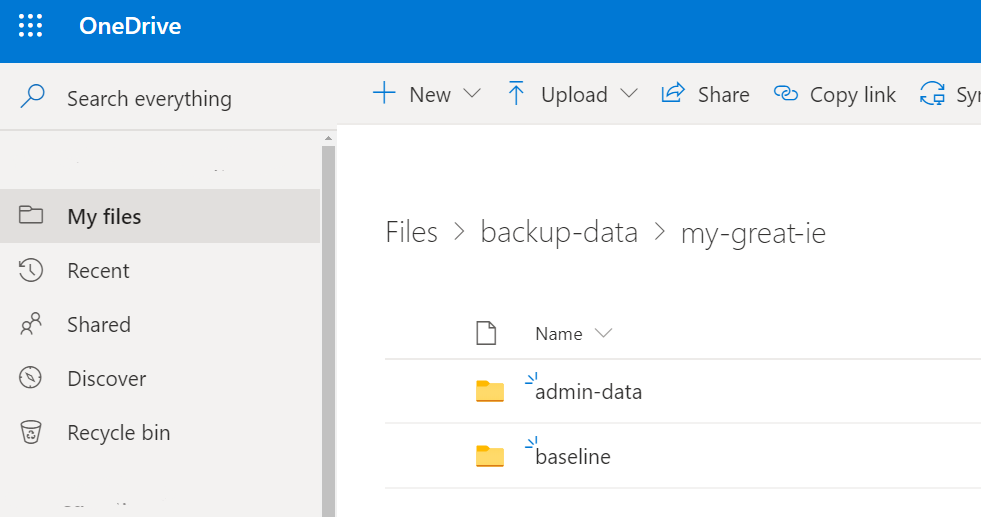 OneDrive
Search everything
New Upload Share Copy link Syn
My files
Recent
Shared
Discover
Recycle bin
Files > backup-data > my-great-ie
Name
admin-data
baseline